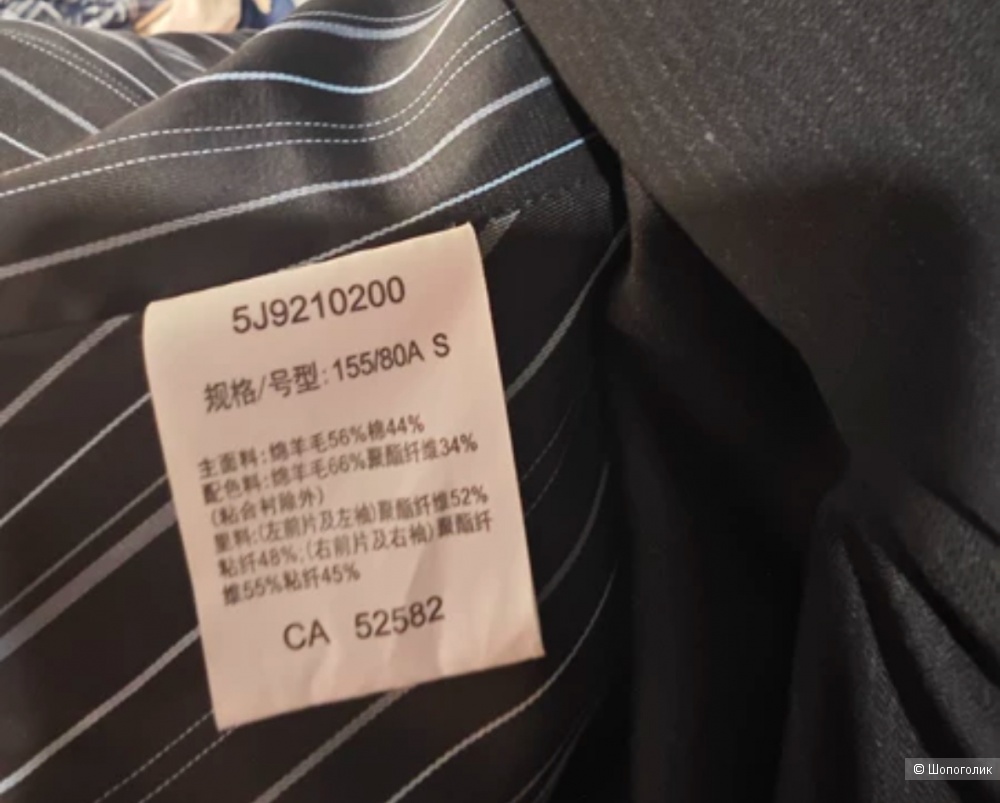 5J9210200
规格/号型:155/80A S
主面料:绵羊毛56%棉44%
配色料:绵羊毛66%聚酯纤维34%
(粘合衬除外)
里料:(左前片及左袖)聚酯纤维52%
粘纤48%;(右前片及右袖)聚酯纤
维55%粘纤45%
CA 52582
© Шопоголик